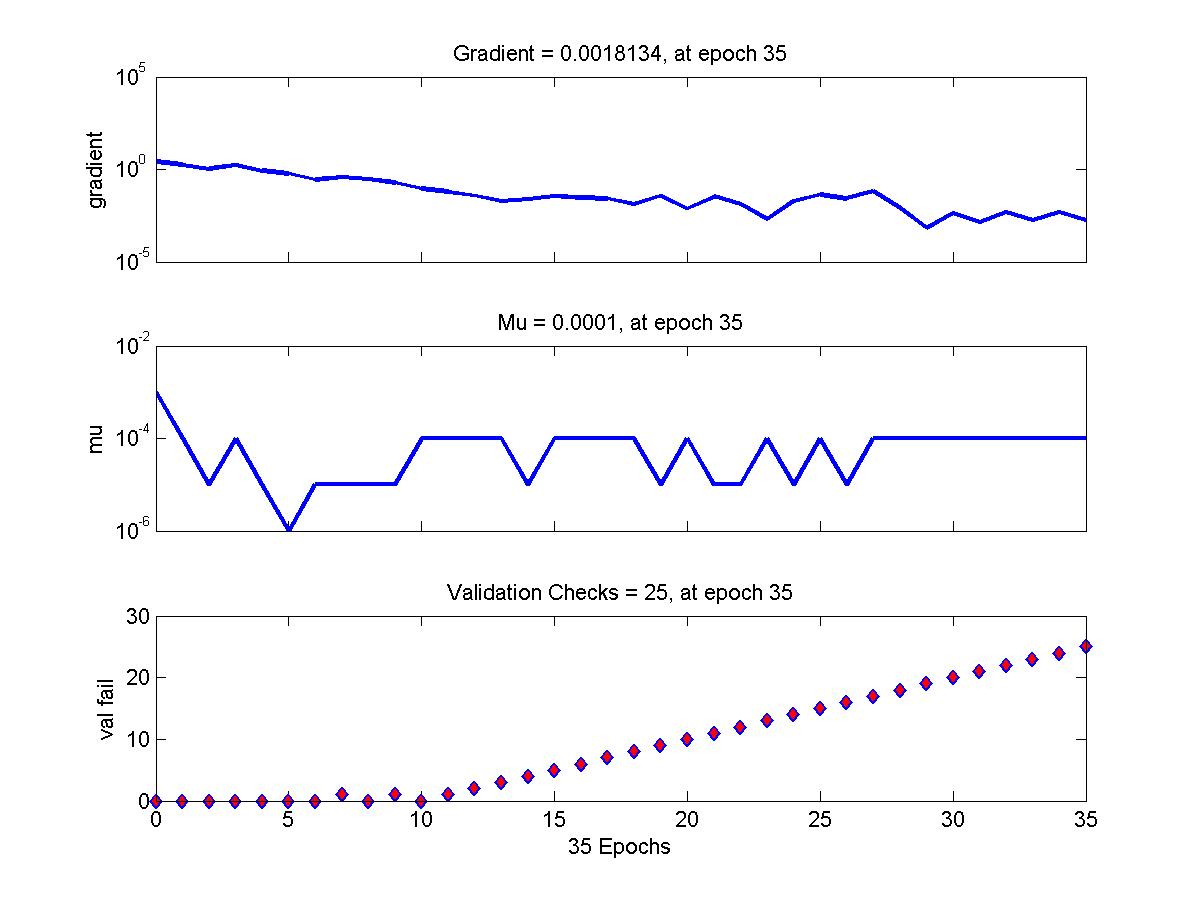 Gradient = 0.0018134, at epoch 35
10^5
10^0
10^-5
gradient
Mu = 0.0001, at epoch 35
10^-2
10^-4
10^-6
mu
Validation Checks = 25, at epoch 35
30
20
10
0
val fail
0 5 10 15 20 25 30 35
35 Epochs